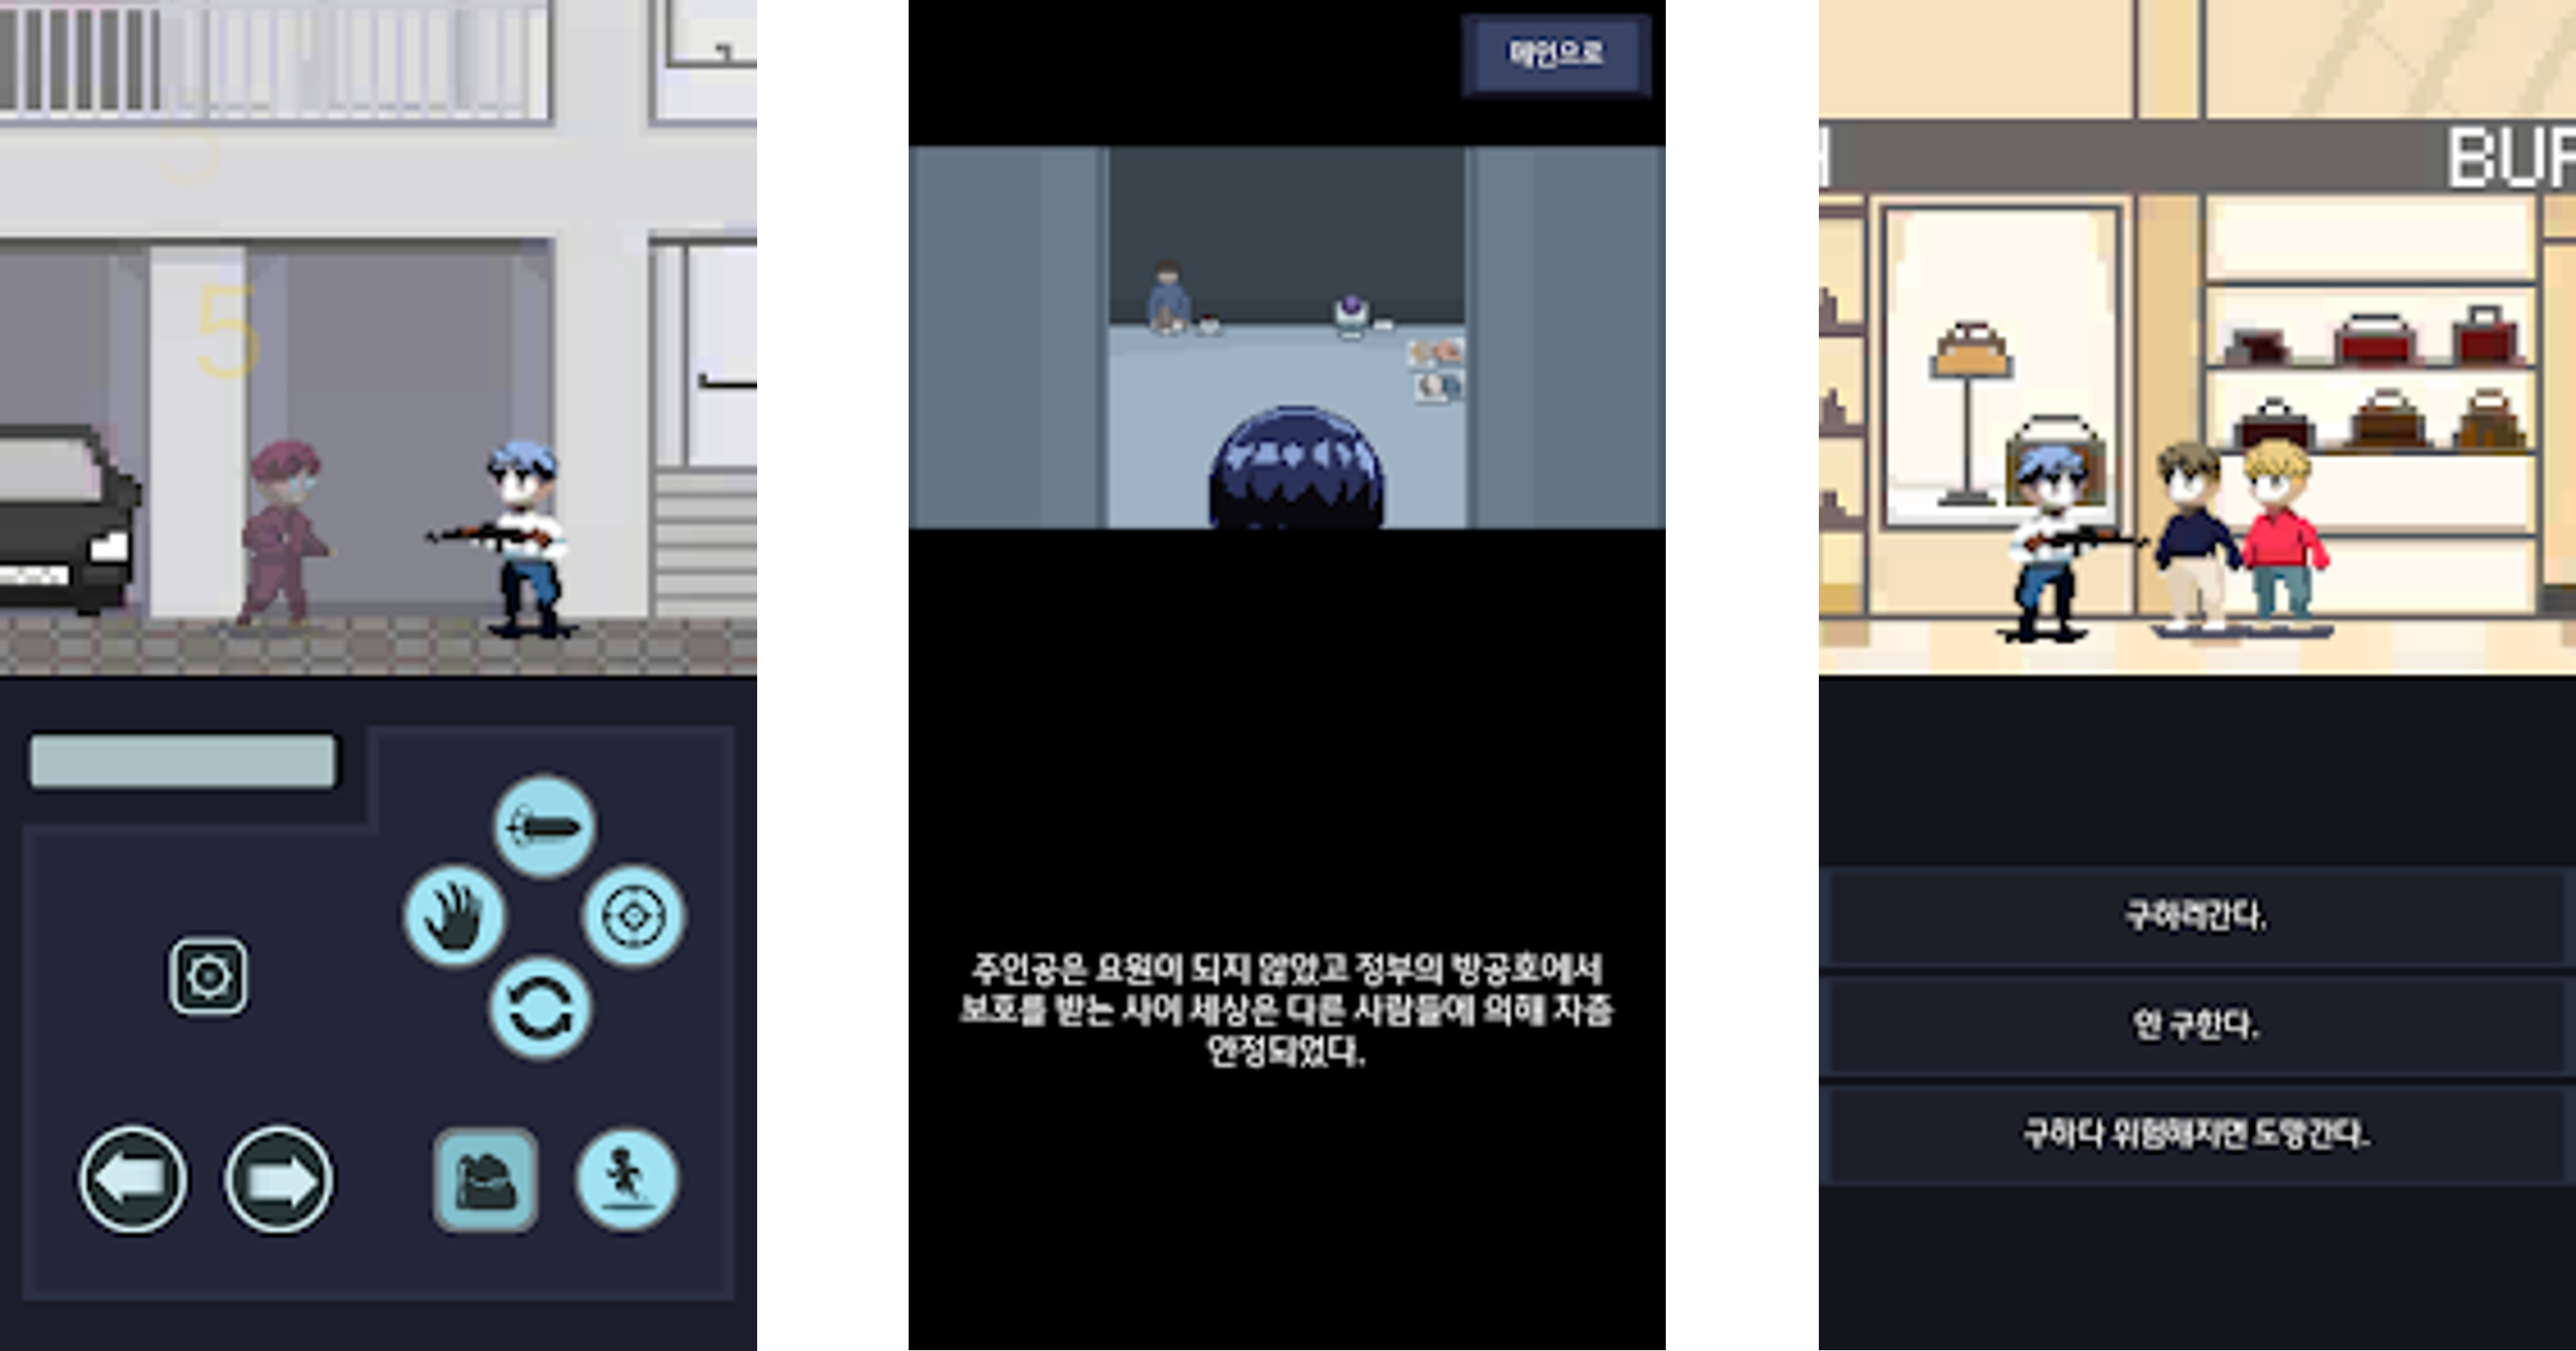 5
5
메인으로
주인공은 요원이 되지 않았고 정부의 방공호에서
보호를 받는 사이 세상은 다른 사람들에 의해 차츰
안정되었다.
H
BUR
구하러간다.
안 구한다.
구하다 위험해지면 도망간다.